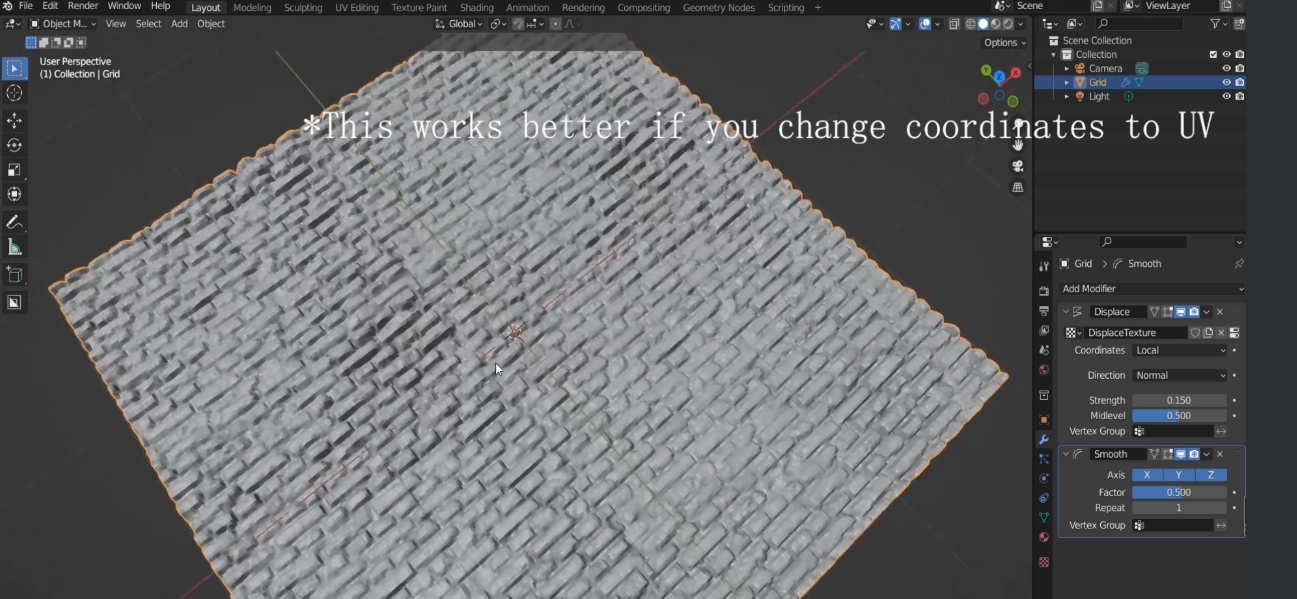 File Edit Render Window Help Layout Modeling Sculpting UV Editing Texture Paint Shading Animation Rendering Compositing Geometry Nodes Scripting + Scene ViewLayer
Object M... View Select Add Object Global
Options
User Perspective
(1) Collection | Grid
*This works better if you change coordinates to UV
Scene Collection
Collection
Camera
Grid
Light
Grid > Smooth
Add Modifier
Displace
DisplaceTexture
Coordinates Local
Direction Normal
Strength 0.150
Midlevel 0.500
Vertex Group
Smooth
Axis X Y Z
Factor 0.500
Repeat 1
Vertex Group